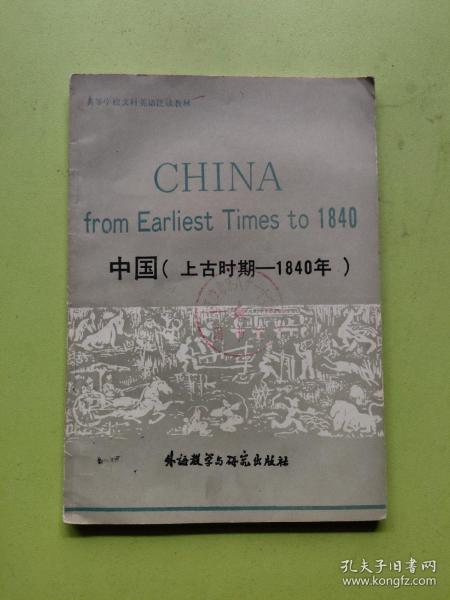 高等学校文科英语泛读教材
CHINA
from Earliest Times to 1840
中国(上古时期—1840年)
外语教学与研究出版社
孔夫子旧书网
www.kongfz.com